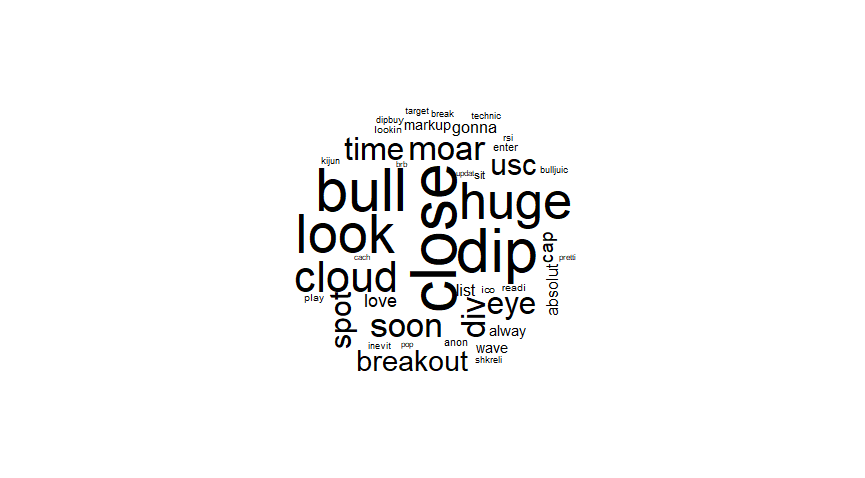 target
break
technic
dipbuy
lookin
markup
gonna
rsi
enter
time
moar
kijun
brb
usc
bulljuic
updat
sit
bull
close
huge
look
dip
cap
cach
pretti
cloud
absolut
play
spot
love
list
ico
readi
div
eye
soon
alway
inevit
pop
anon
wave
breakout
shkreli